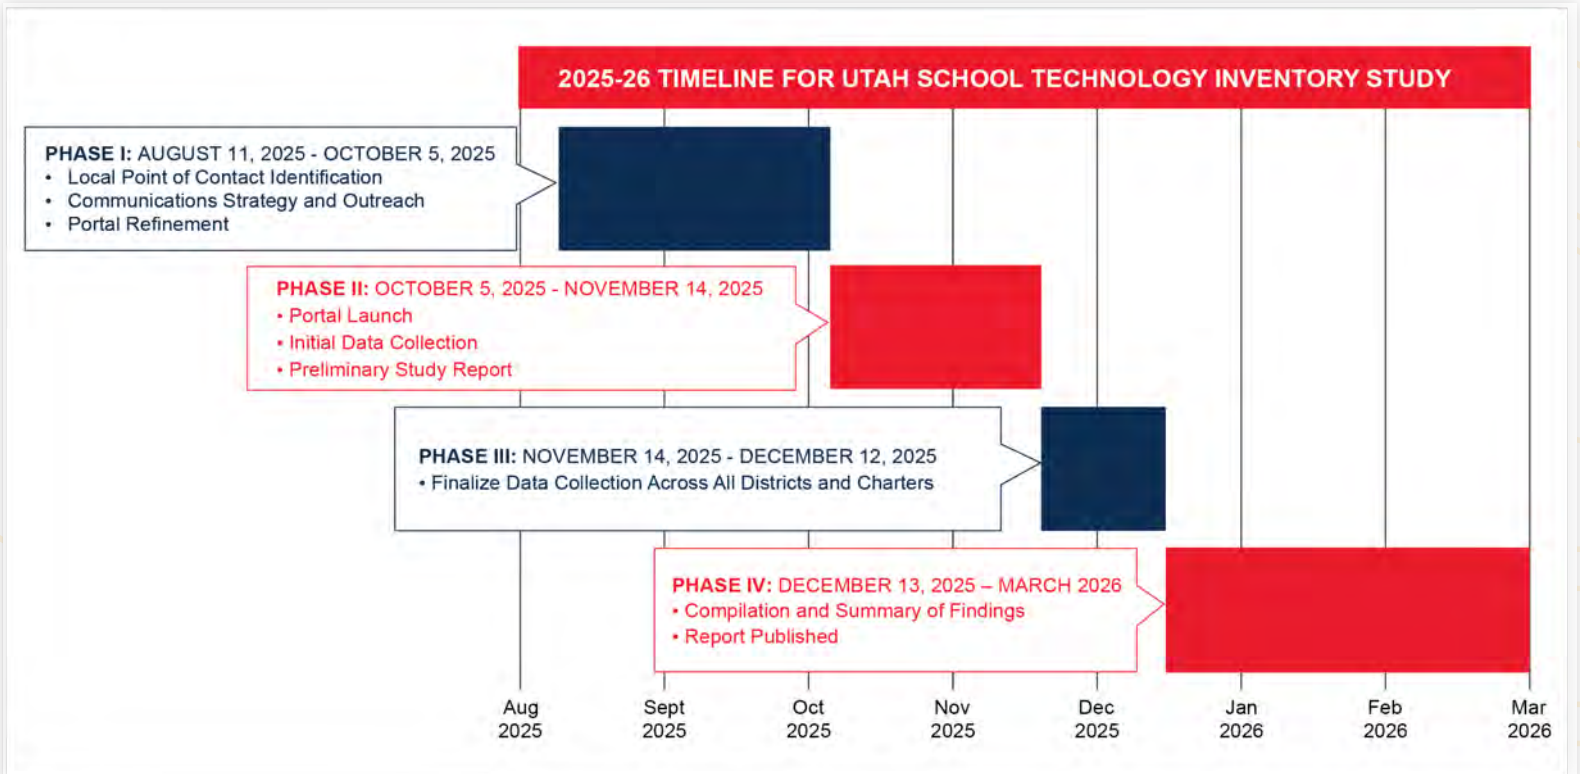 2025-26 TIMELINE FOR UTAH SCHOOL TECHNOLOGY INVENTORY STUDY
PHASE I: AUGUST 11, 2025 - OCTOBER 5, 2025
• Local Point of Contact Identification
• Communications Strategy and Outreach
• Portal Refinement
PHASE II: OCTOBER 5, 2025 - NOVEMBER 14, 2025
• Portal Launch
• Initial Data Collection
• Preliminary Study Report
PHASE III: NOVEMBER 14, 2025 - DECEMBER 12, 2025
• Finalize Data Collection Across All Districts and Charters
PHASE IV: DECEMBER 13, 2025 – MARCH 2026
• Compilation and Summary of Findings
• Report Published
Aug Sept Oct Nov Dec Jan Feb Mar
2025 2025 2025 2025 2025 2026 2026 2026